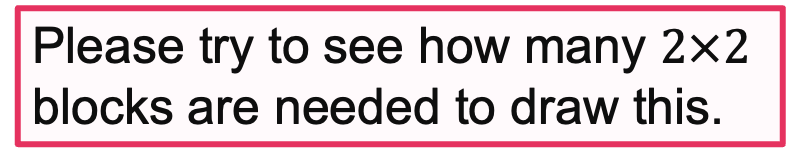 Please try to see how many 2×2
blocks are needed to draw this.